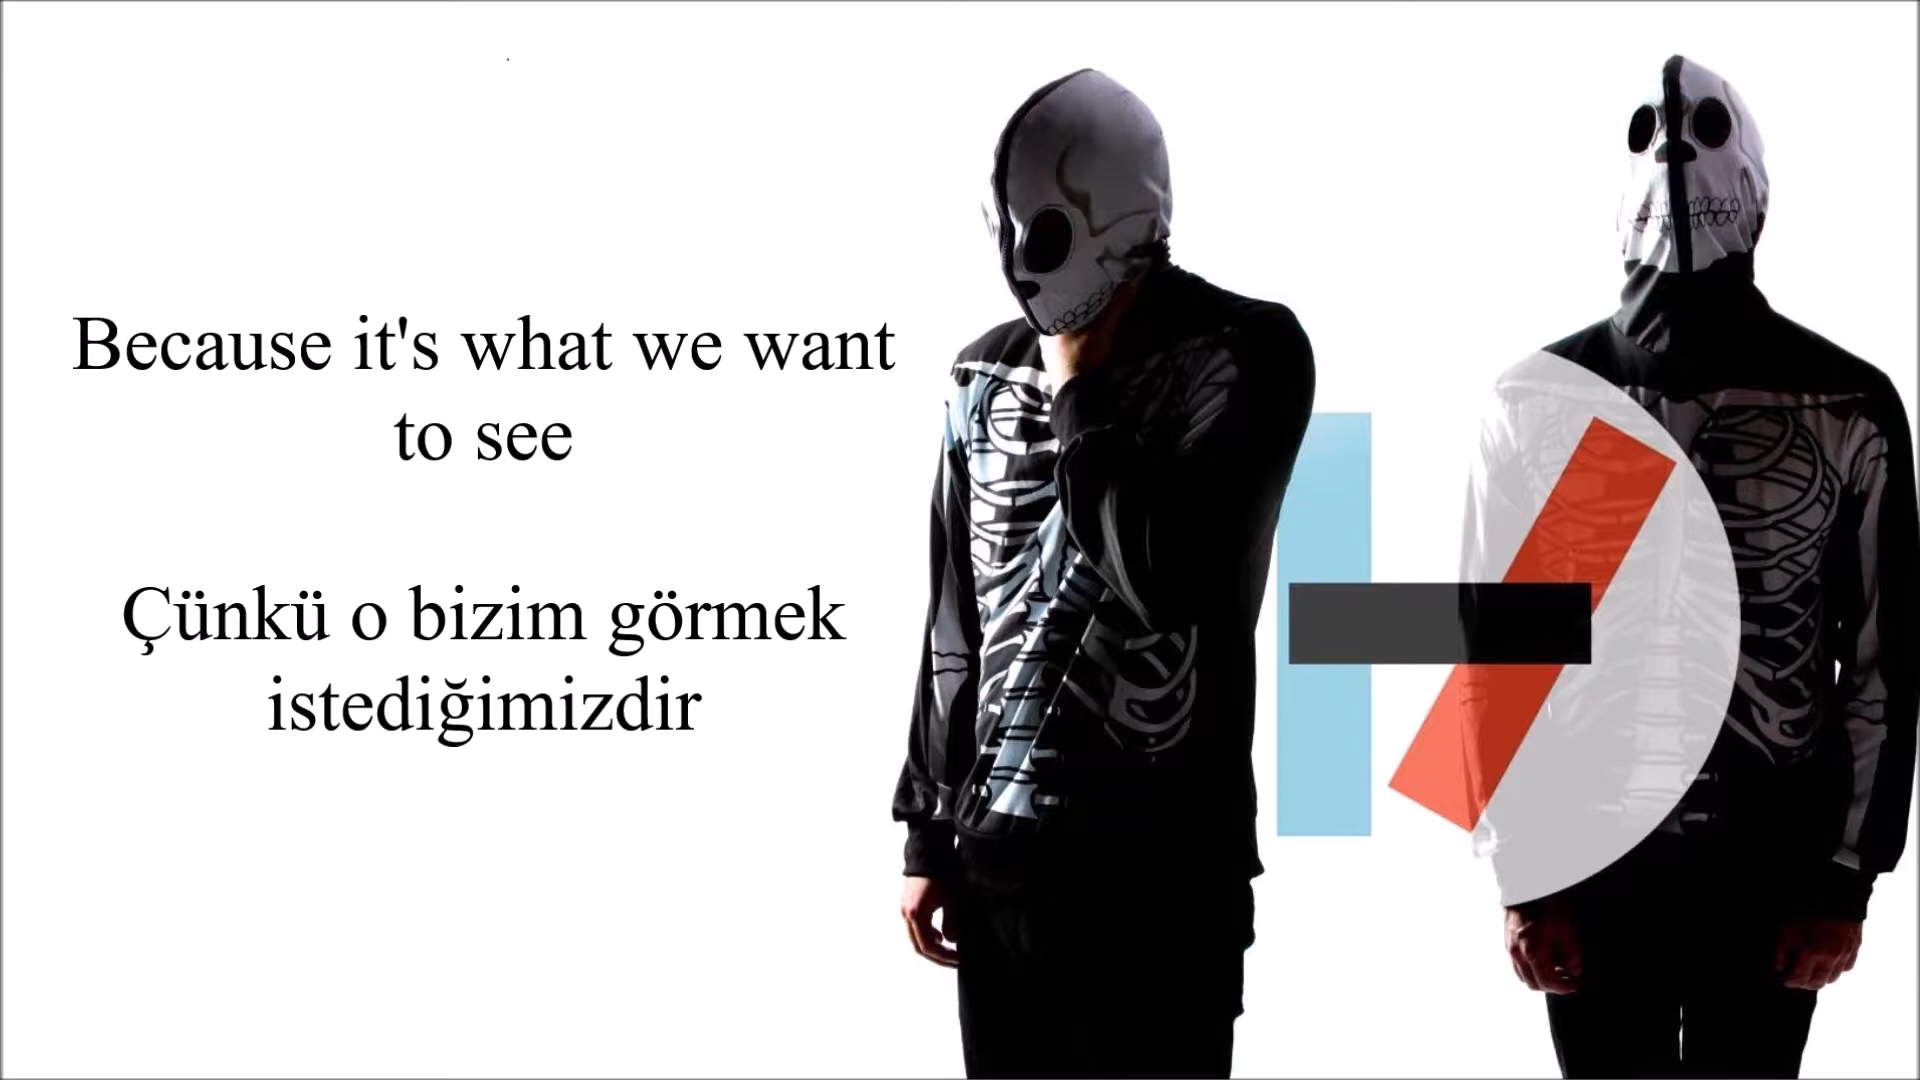 Because it's what we want
to see
Çünkü o bizim görmek
istediğimizdir